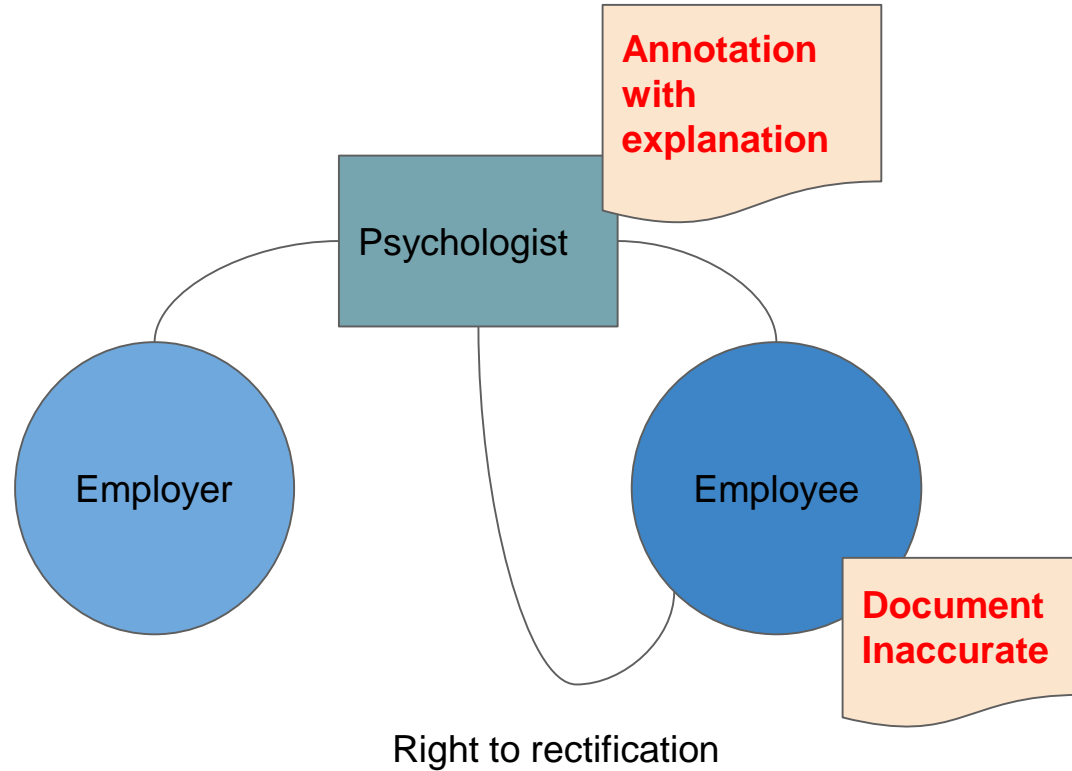 Annotation
with
explanation
Psychologist
Employer
Employee
Document
Inaccurate
Right to rectification